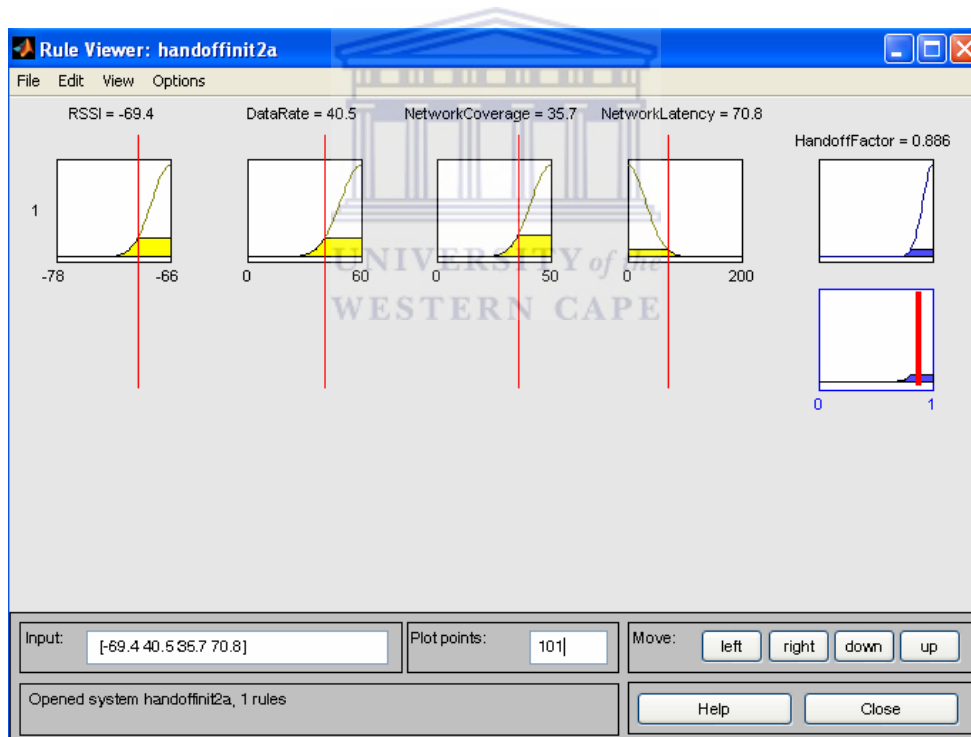 Rule Viewer: handoffinit2a
File Edit View Options
RSSI = -69.4 DataRate = 40.5 NetworkCoverage = 35.7 NetworkLatency = 70.8
HandoffFactor = 0.886
1
-78 -66 0 60 0 50 0 200
UNIVERSITY of the
WESTERN CAPE
0 1
Input: [-69.4 40.5 35.7 70.8] Plot points: 101 Move: left right down up
Opened system handoffinit2a, 1 rules Help Close